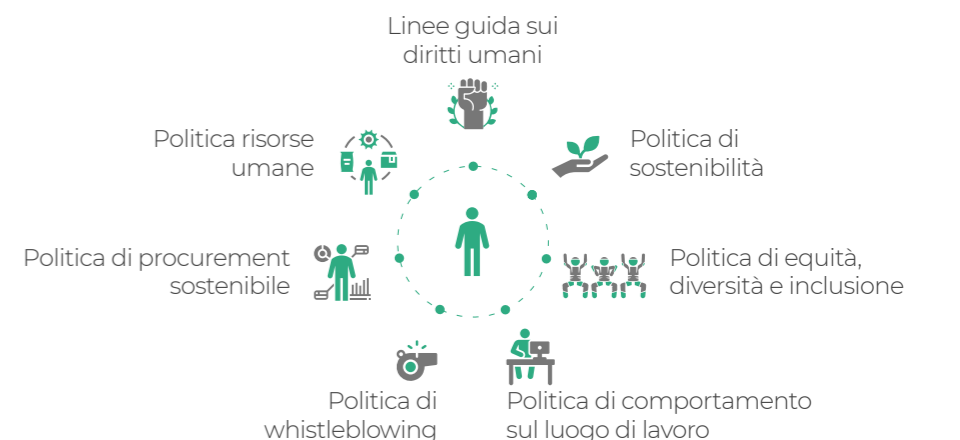 Linee guida sui
diritti umani
Politica risorse
umane
Politica di
sostenibilità
Politica di procurement
sostenibile
Politica di equità,
diversità e inclusione
Politica di
whistleblowing
Politica di comportamento
sul luogo di lavoro